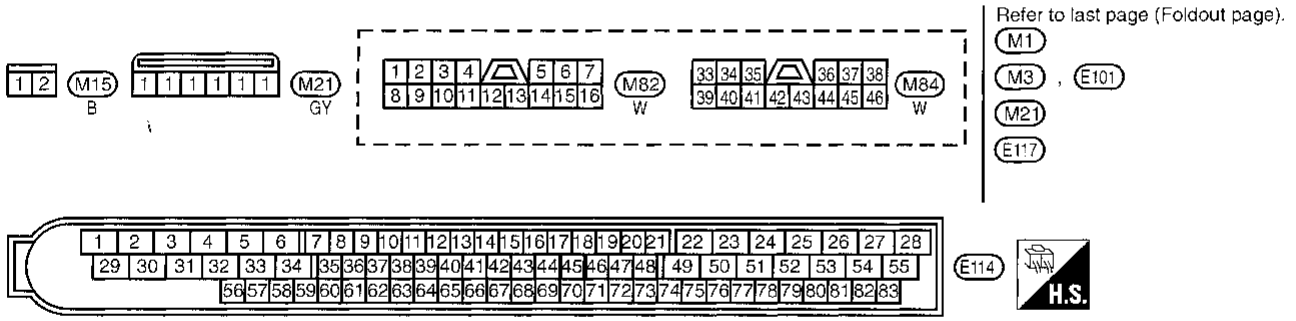 Refer to last page (Foldout page).
M1
M3 , E101
M21
E117
1 2 M15
B
1 1 1 1 1 1 M21
GY
1 2 3 4 5 6 7
8 9 10 11 12 13 14 15 16
M82
W
33 34 35 36 37 38
39 40 41 42 43 44 45 46
M84
W
1 2 3 4 5 6 7 8 9 10 11 12 13 14 15 16 17 18 19 20 21 22 23 24 25 26 27 28
29 30 31 32 33 34 35 36 37 38 39 40 41 42 43 44 45 46 47 48 49 50 51 52 53 54 55
56 57 58 59 60 61 62 63 64 65 66 67 68 69 70 71 72 73 74 75 76 77 78 79 80 81 82 83
E114
H.S.